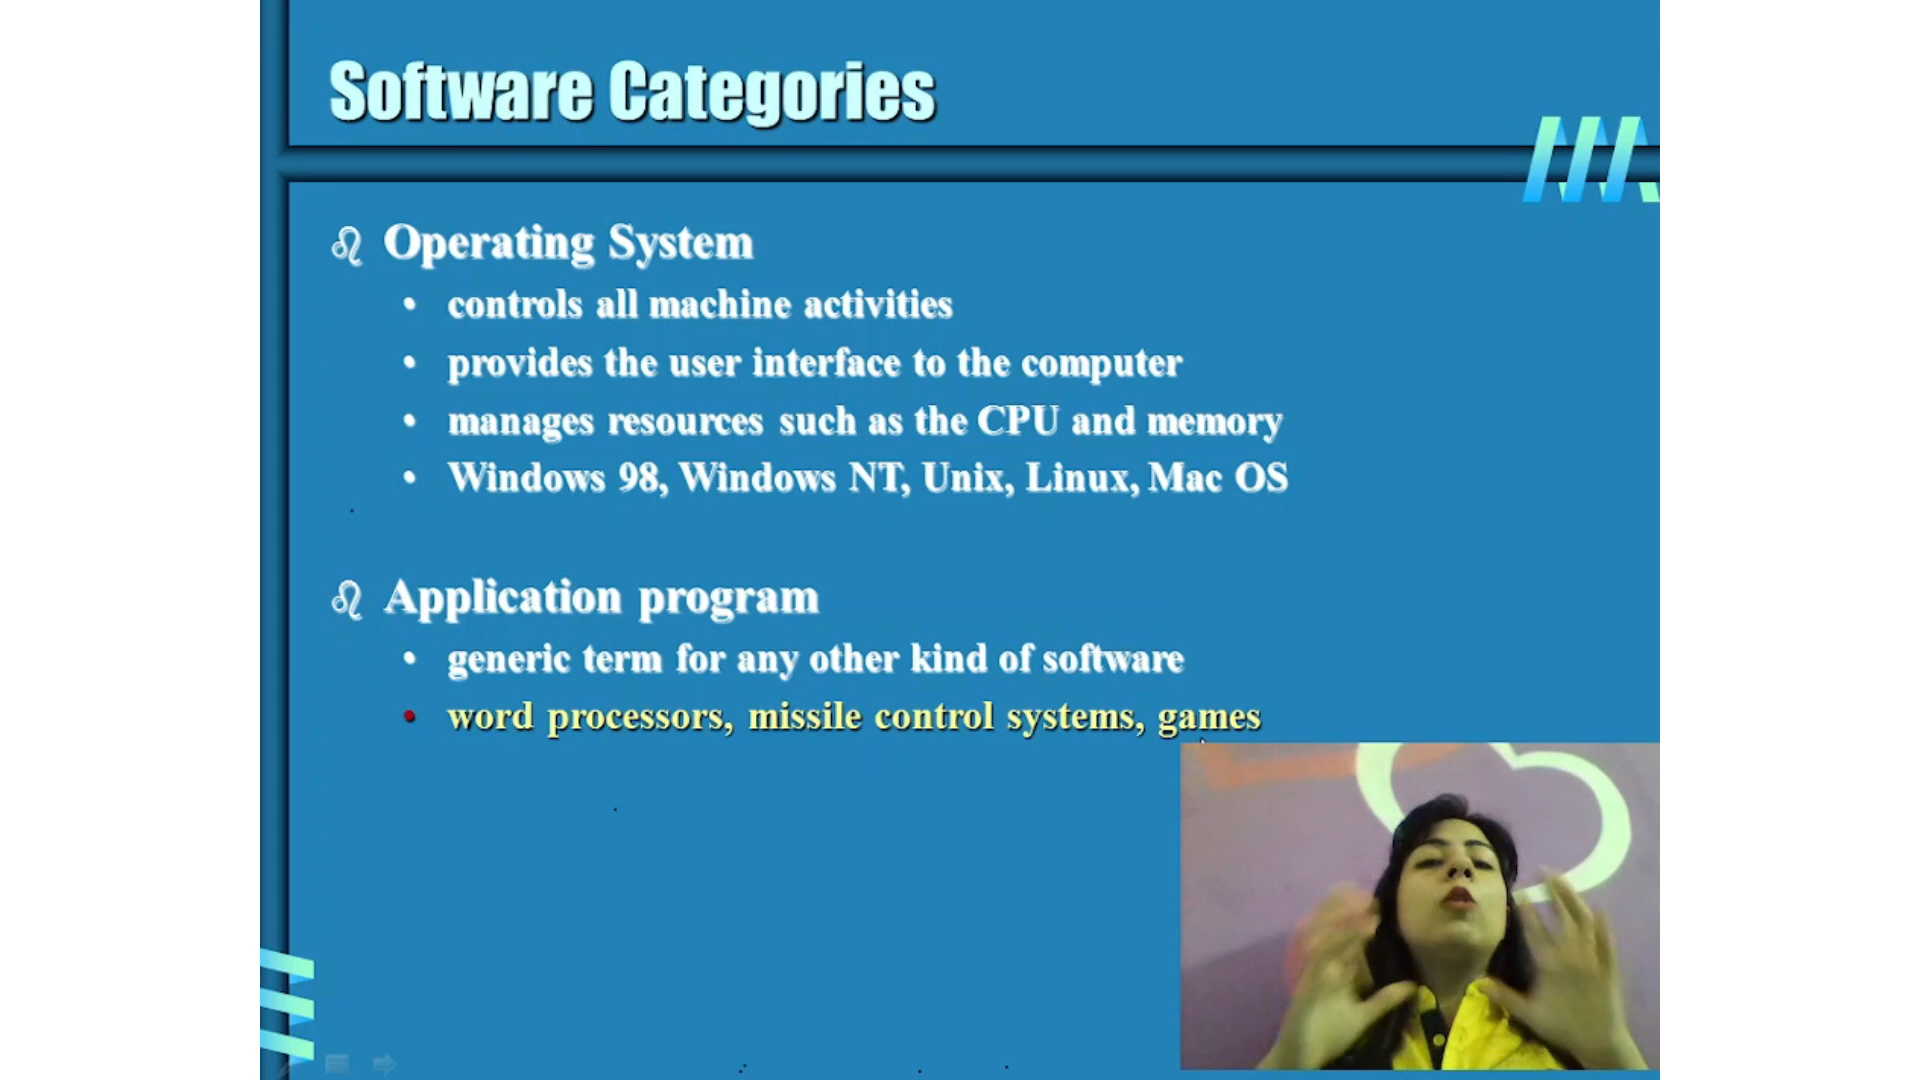 Software Categories
Operating System
• controls all machine activities
• provides the user interface to the computer
• manages resources such as the CPU and memory
• Windows 98, Windows NT, Unix, Linux, Mac OS
Application program
• generic term for any other kind of software
• word processors, missile control systems, games